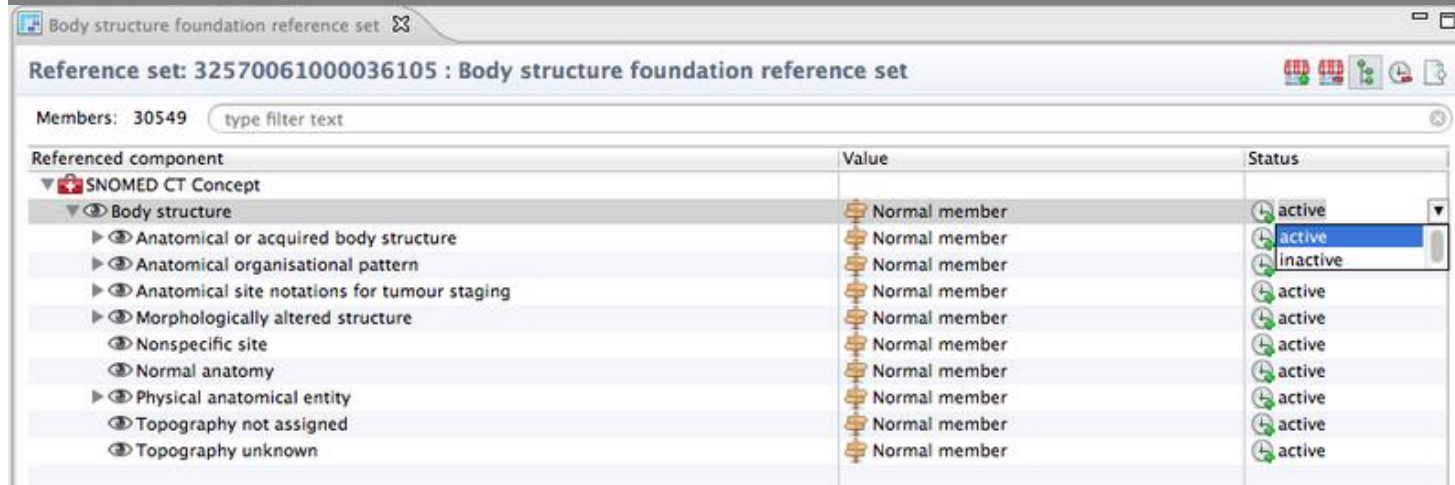 Body structure foundation reference set
Reference set: 32570061000036105 : Body structure foundation reference set
Members: 30549 type filter text
Referenced component Value Status
SNOMED CT Concept
Body structure Normal member active
Anatomical or acquired body structure Normal member active
Anatomical organisational pattern Normal member inactive
Anatomical site notations for tumour staging Normal member active
Morphologically altered structure Normal member active
Nonspecific site Normal member active
Normal anatomy Normal member active
Physical anatomical entity Normal member active
Topography not assigned Normal member active
Topography unknown Normal member active